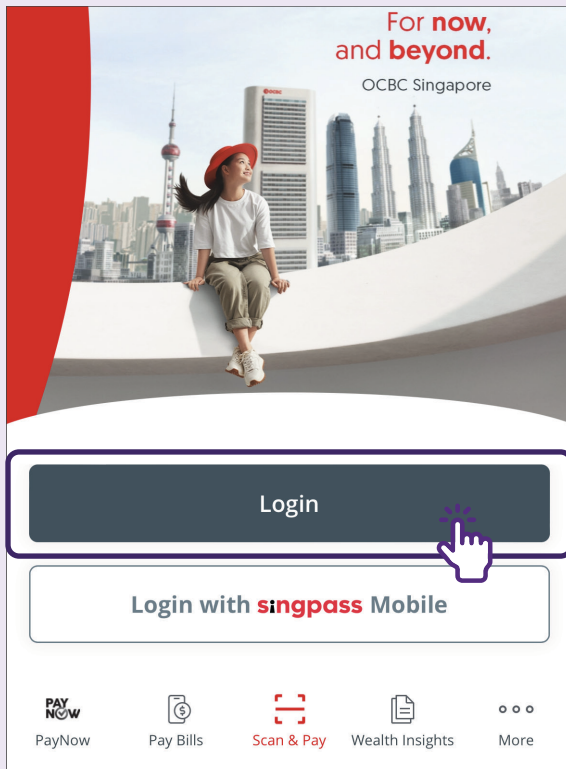 For now,
and beyond.
OCBC Singapore
OCBC
Login
Login with singpass Mobile
PAY
NOW
PayNow
Pay Bills
Scan & Pay
Wealth Insights
More